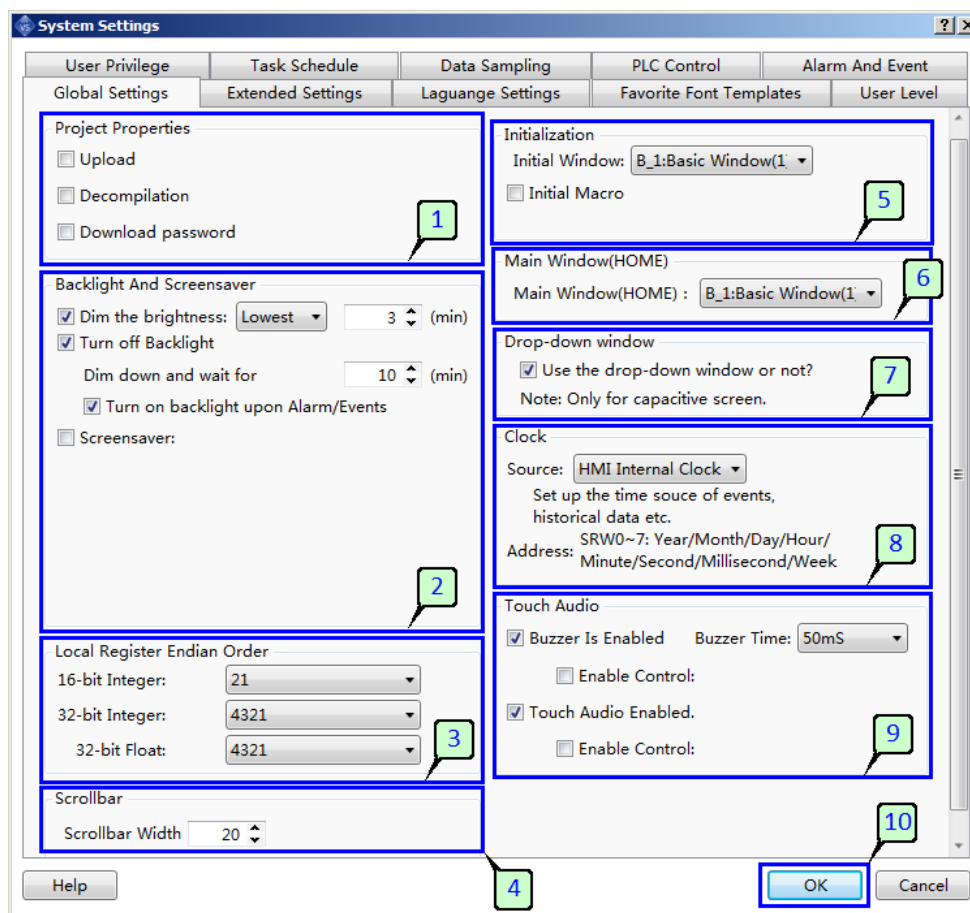 System Settings
User Privilege
Task Schedule
Data Sampling
PLC Control
Alarm And Event
Global Settings
Extended Settings
Laguange Settings
Favorite Font Templates
User Level
Project Properties
Upload
Decompilation
Download password
1
Backlight And Screensaver
Dim the brightness: Lowest 3 (min)
Turn off Backlight
Dim down and wait for 10 (min)
Turn on backlight upon Alarm/Events
Screensaver:
2
Local Register Endian Order
16-bit Integer: 21
32-bit Integer: 4321
32-bit Float: 4321
3
Scrollbar
Scrollbar Width 20
4
Initialization
Initial Window: B_1:Basic Window(1
Initial Macro
5
Main Window(HOME)
Main Window(HOME) : B_1:Basic Window(1
6
Drop-down window
Use the drop-down window or not?
Note: Only for capacitive screen.
7
Clock
Source: HMI Internal Clock
Set up the time souce of events,
historical data etc.
Address: SRW0~7: Year/Month/Day/Hour/
Minute/Second/Millisecond/Week
8
Touch Audio
Buzzer Is Enabled Buzzer Time: 50mS
Enable Control:
Touch Audio Enabled.
Enable Control:
9
10
Help
OK
Cancel